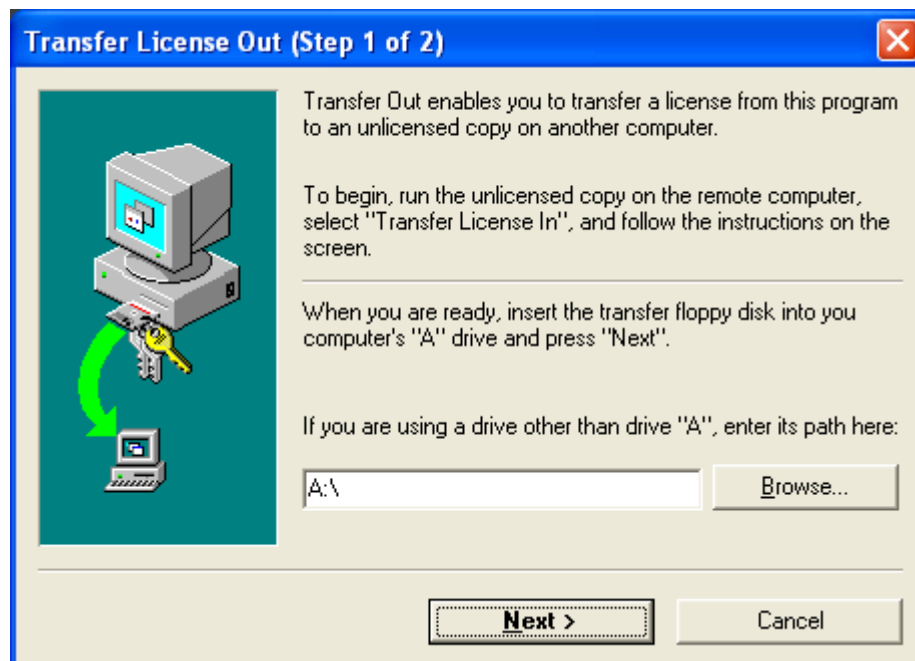 Transfer License Out (Step 1 of 2)
Transfer Out enables you to transfer a license from this program
to an unlicensed copy on another computer.
To begin, run the unlicensed copy on the remote computer,
select "Transfer License In", and follow the instructions on the
screen.
When you are ready, insert the transfer floppy disk into you
computer's "A" drive and press "Next".
If you are using a drive other than drive "A", enter its path here:
A:\
Browse...
Next >
Cancel